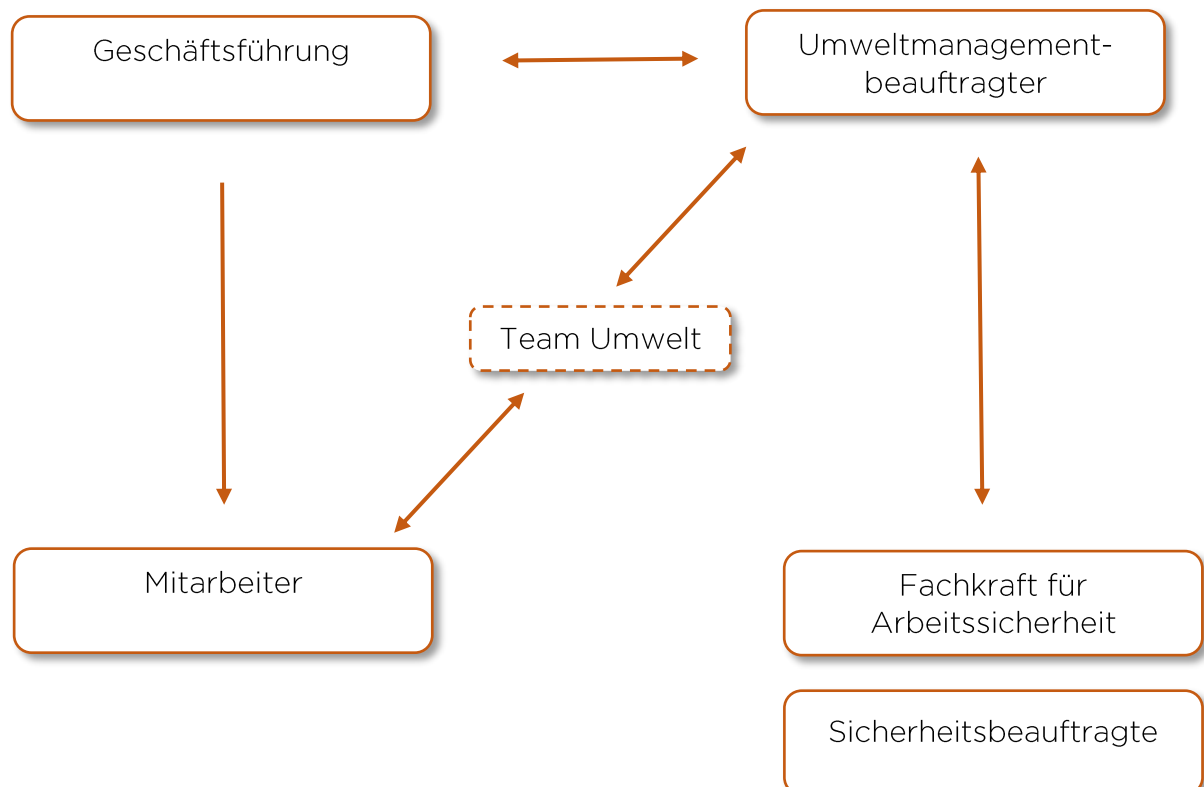 Geschäftsführung
Umweltmanagement-
beauftragter
Team Umwelt
Mitarbeiter
Fachkraft für
Arbeitssicherheit
Sicherheitsbeauftragte